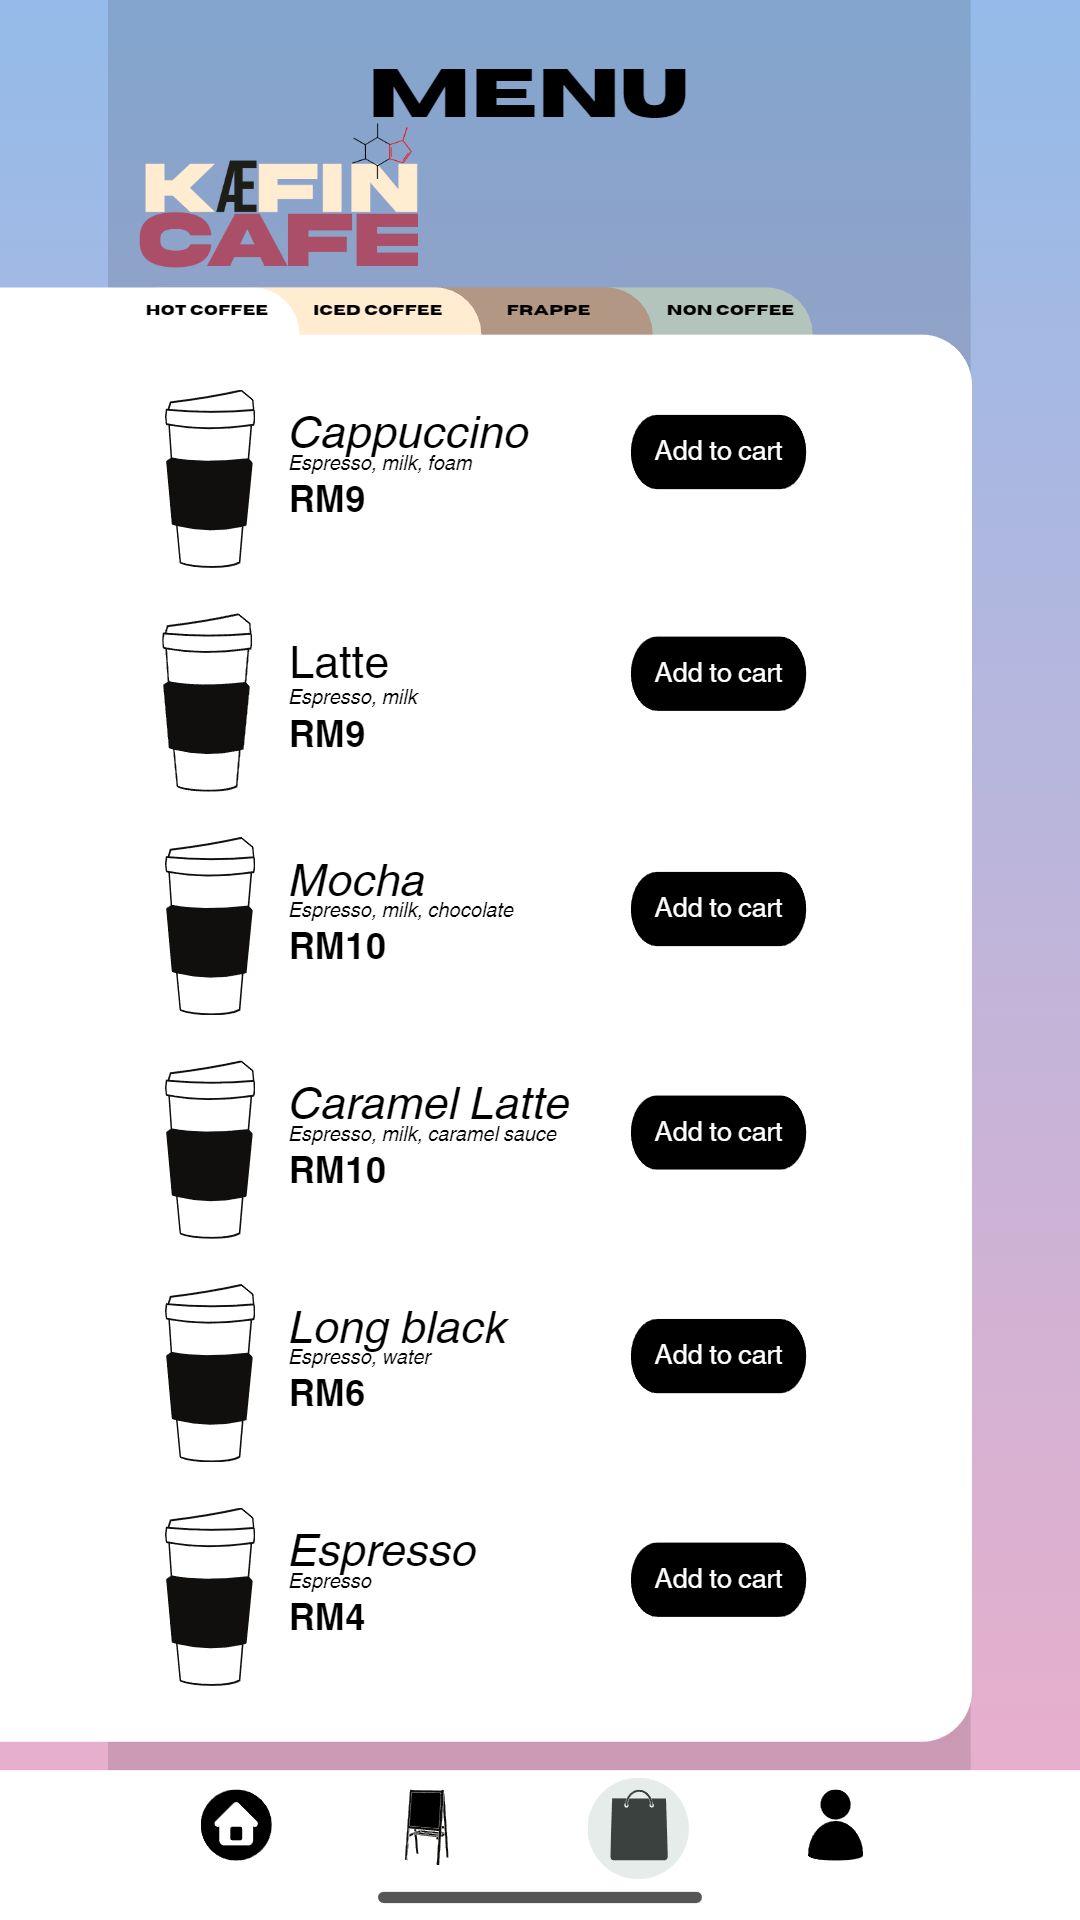 MENU
KÆFIN
CAFE
HOT COFFEE
ICED COFFEE
FRAPPE
NON COFFEE
Cappuccino
Espresso, milk, foam
RM9
Add to cart
Latte
Espresso, milk
RM9
Add to cart
Mocha
Espresso, milk, chocolate
RM10
Add to cart
Caramel Latte
Espresso, milk, caramel sauce
RM10
Add to cart
Long black
Espresso, water
RM6
Add to cart
Espresso
Espresso
RM4
Add to cart